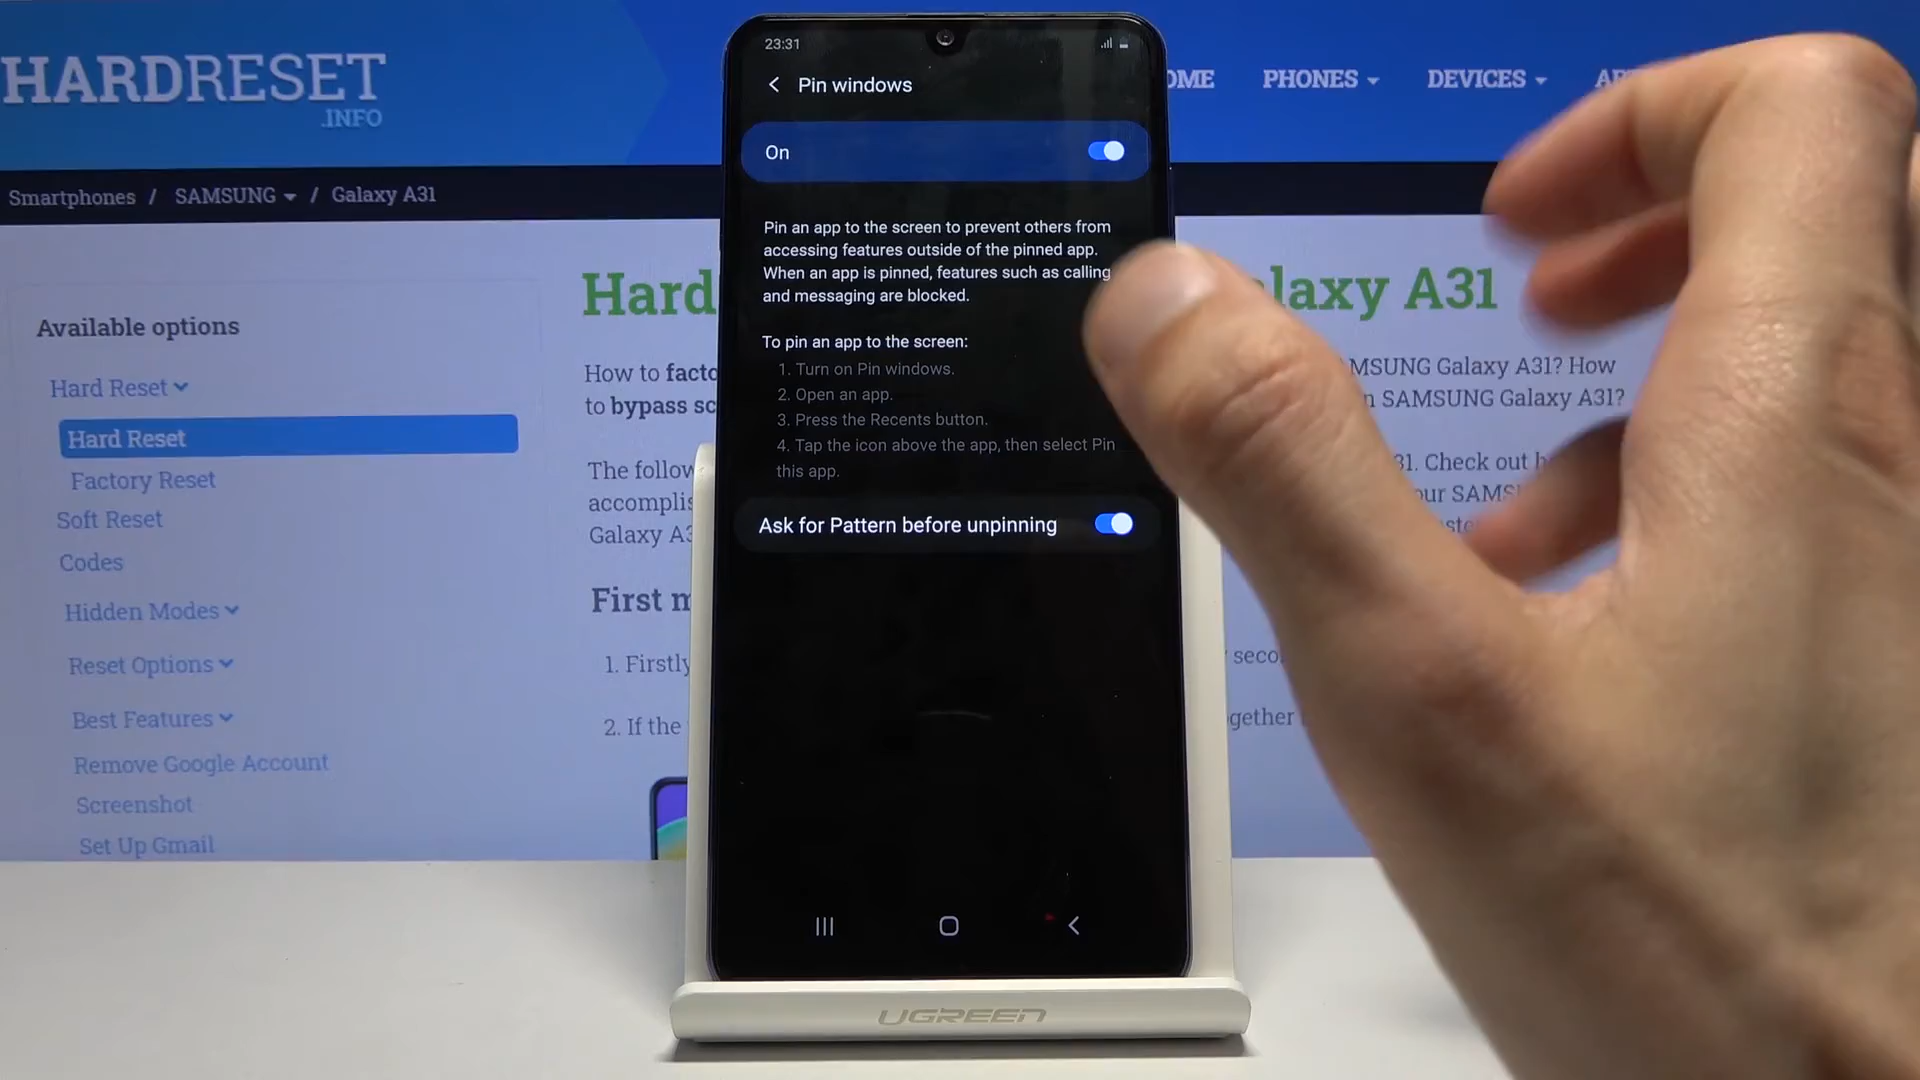 HARDRESET
.INFO
PHONES
DEVICES
Smartphones / SAMSUNG / Galaxy A31
Available options
Hard Reset
Hard Reset
Factory Reset
Soft Reset
Codes
Hidden Modes
Reset Options
Best Features
Remove Google Account
Screenshot
Set Up Gmail
Hard
A31
How to
to bypass
SAMSUNG Galaxy A31?
The
Galaxy
First
1. Firstly
2. If the
23:31
Pin windows
On
Pin an app to the screen to prevent others from
accessing features outside of the pinned app.
When an app is pinned, features such as calling
and messaging are blocked.
To pin an app to the screen:
1. Turn on Pin windows.
2. Open an app.
3. Press the Recents button.
4. Tap the icon above the app, then select Pin
this app.
Ask for Pattern before unpinning
UGREEN